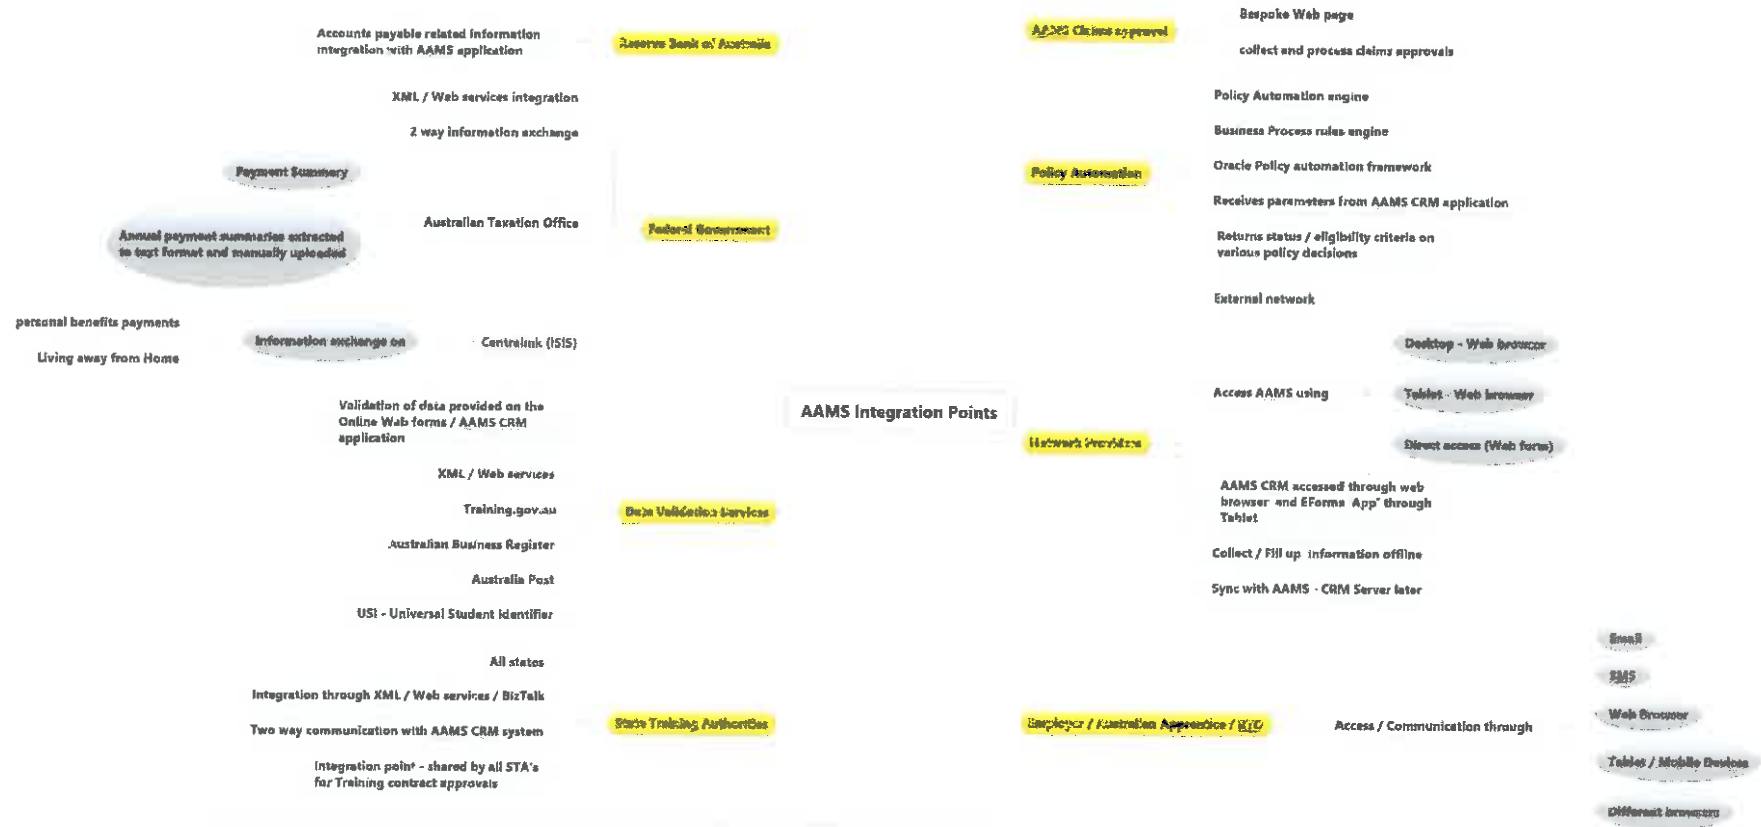 Accounts payable related information
integration with AAMS application
Reserve Bank of Australia
XML / Web services integration
2 way information exchange
Payment Summary
Annual payment summaries extracted
to text format and manually uploaded
Australian Taxation Office
Federal Government
personal benefits payments
Living away from Home
Information exchange on
Centralink (ISIS)
Validation of data provided on the
Online Web forms / AAMS CRM
application
XML / Web services
Training.gov.au
Data Validation Services
Australian Business Register
Australia Post
USI - Universal Student Identifier
All states
Integration through XML / Web services / BizTalk
Two way communication with AAMS CRM system
State Training Authorities
Integration point - shared by all STA's
for Training contract approvals
AAMS Integration Points
AAMS Claims approval
Bespoke Web page
collect and process claims approvals
Policy Automation
Policy Automation engine
Business Process rules engine
Oracle Policy automation framework
Receives parameters from AAMS CRM application
Returns status / eligibility criteria on
various policy decisions
Network Providers
External network
Access AAMS using
Desktop - Web browser
Tablet - Web browser
Direct access (Web form)
AAMS CRM accessed through web
browser and EForms App" through
Tablet
Collect / Fill up information offline
Sync with AAMS - CRM Server later
Employer / Australian Apprentice / RTO
Access / Communication through
Email
SMS
Web Browser
Tables / Mobile Devices
Different browsers